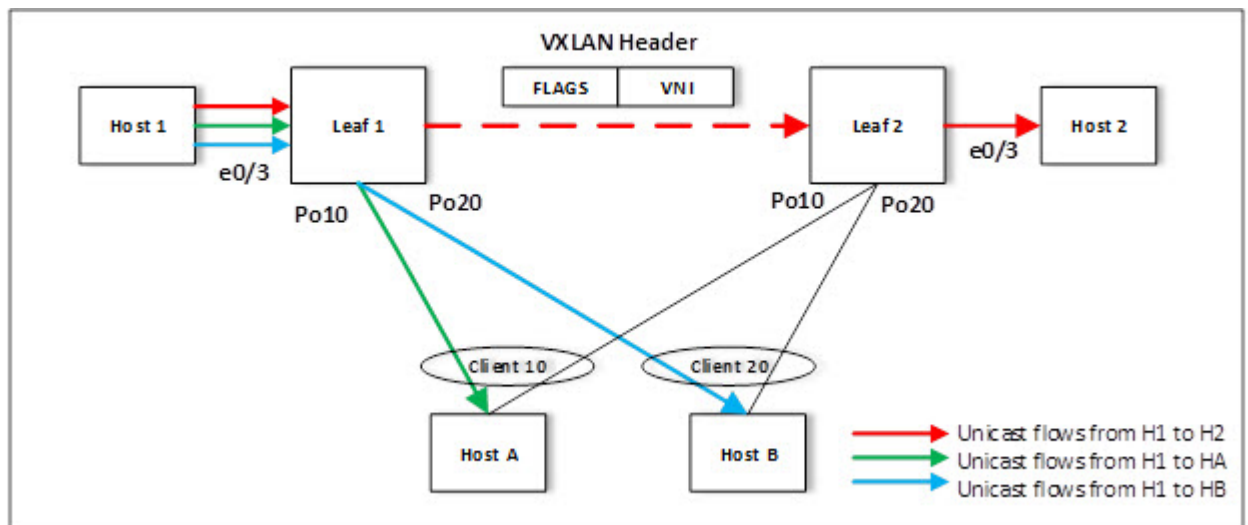 VXLAN Header
FLAGS VNI
Host 1
Leaf 1
Leaf 2
Host 2
e0/3
e0/3
Po10
Po20
Po10
Po20
Client 10
Client 20
Host A
Host B
Unicast flows from H1 to H2
Unicast flows from H1 to HA
Unicast flows from H1 to HB